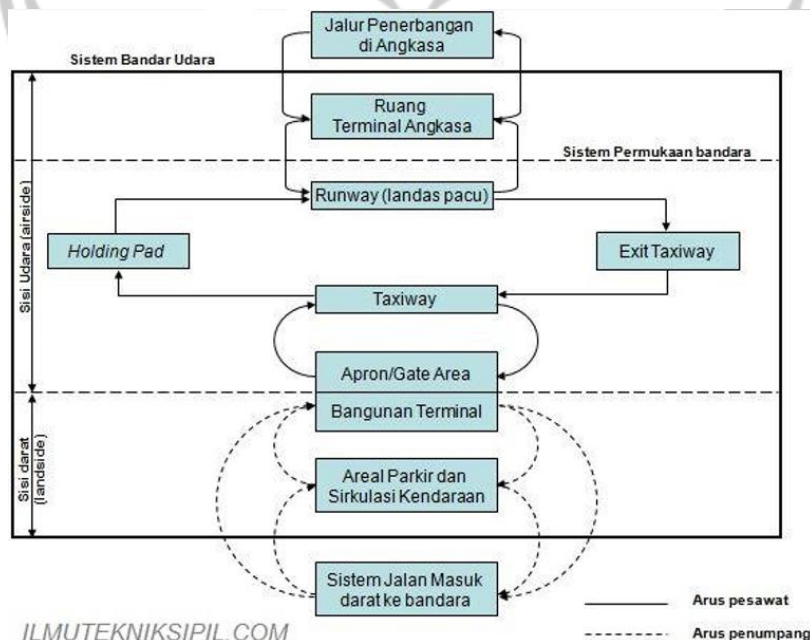 Jalur Penerbangan
di Angkasa
Sistem Bandar Udara
Ruang
Terminal Angkasa
Sistem Permukaan bandara
Runway (landas pacu)
Sisi Udara (airside)
Holding Pad
Exit Taxiway
Taxiway
Apron/Gate Area
Bangunan Terminal
Sisi darat
(landside)
Areal Parkir dan
Sirkulasi Kendaraan
Sistem Jalan Masuk
darat ke bandara
Arus pesawat
Arus penumpang
ILMUTEKNIKSIPIL.COM